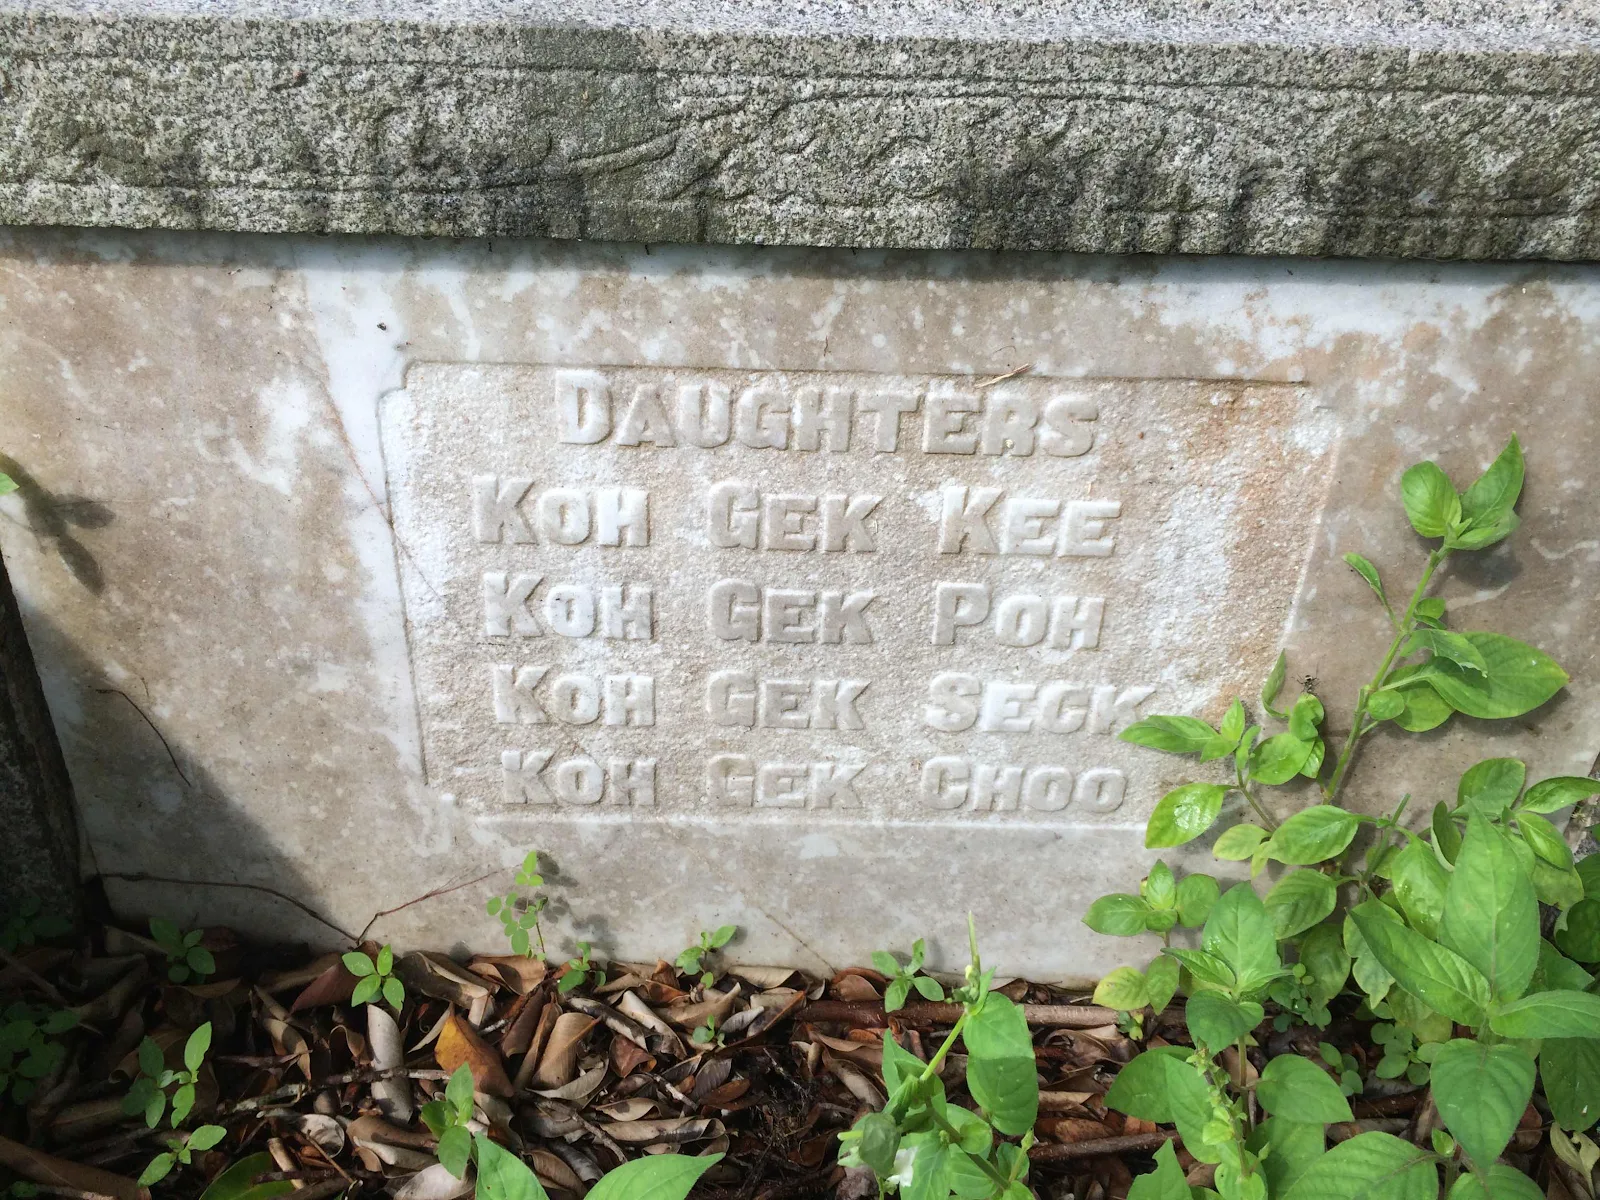 DAUGHTERS
KOH GEK KEE
KOH GEK POH
KOH GEK SECK
KOH GEK CHOO